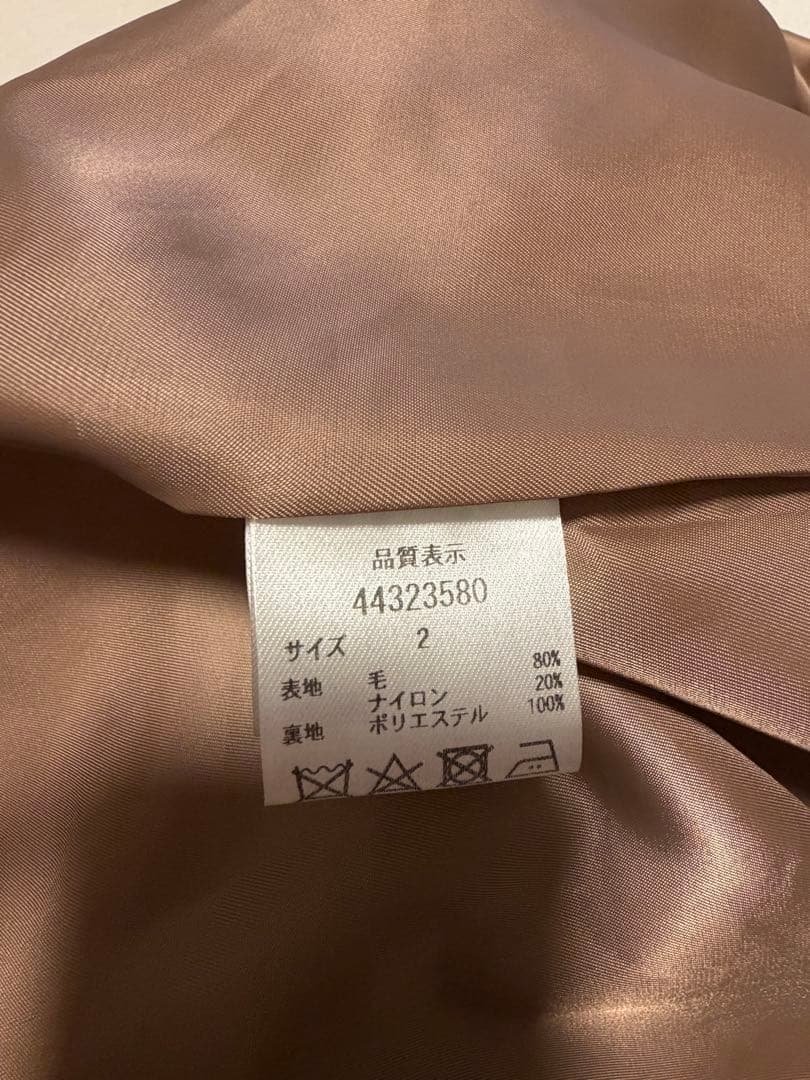 品質表示
44323580
サイズ 2
表地 毛 80%
ナイロン 20%
裏地 ポリエステル 100%